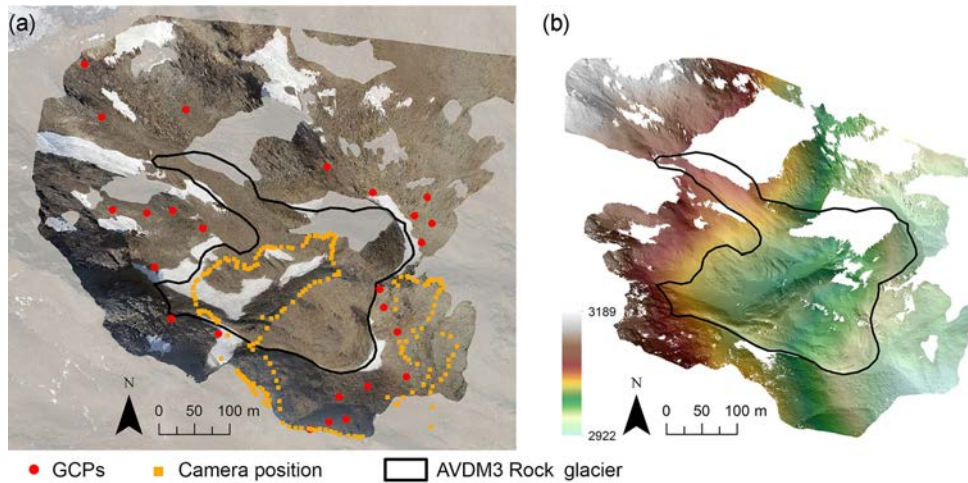 (a)
(b)
3189
2922
N
0 50 100 m
N
0 50 100 m
GCPs
Camera position
AVDM3 Rock glacier